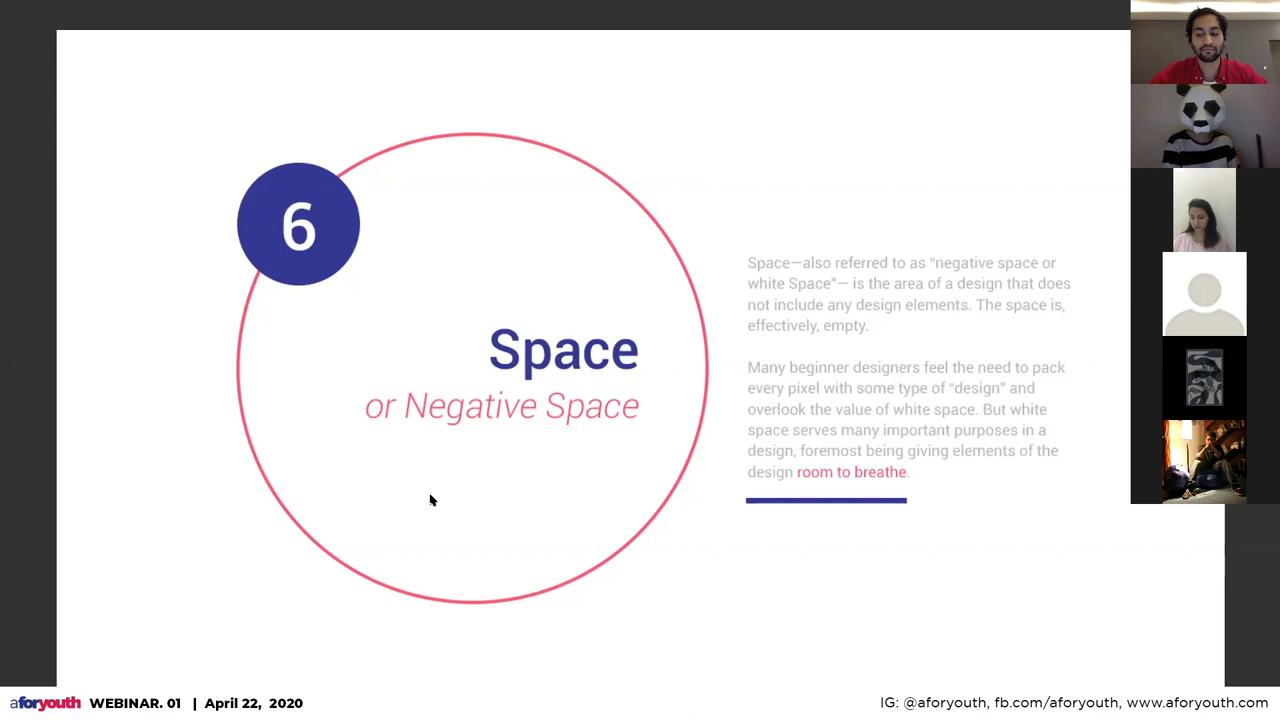 6
Space
or Negative Space
Space—also referred to as “negative space or
white Space”— is the area of a design that does
not include any design elements. The space is,
effectively, empty.
Many beginner designers feel the need to pack
every pixel with some type of “design” and
overlook the value of white space. But white
space serves many important purposes in a
design, foremost being giving elements of the
design room to breathe.
aforyouth WEBINAR. 01 | April 22, 2020
IG: @aforyouth, fb.com/aforyouth, www.aforyouth.com